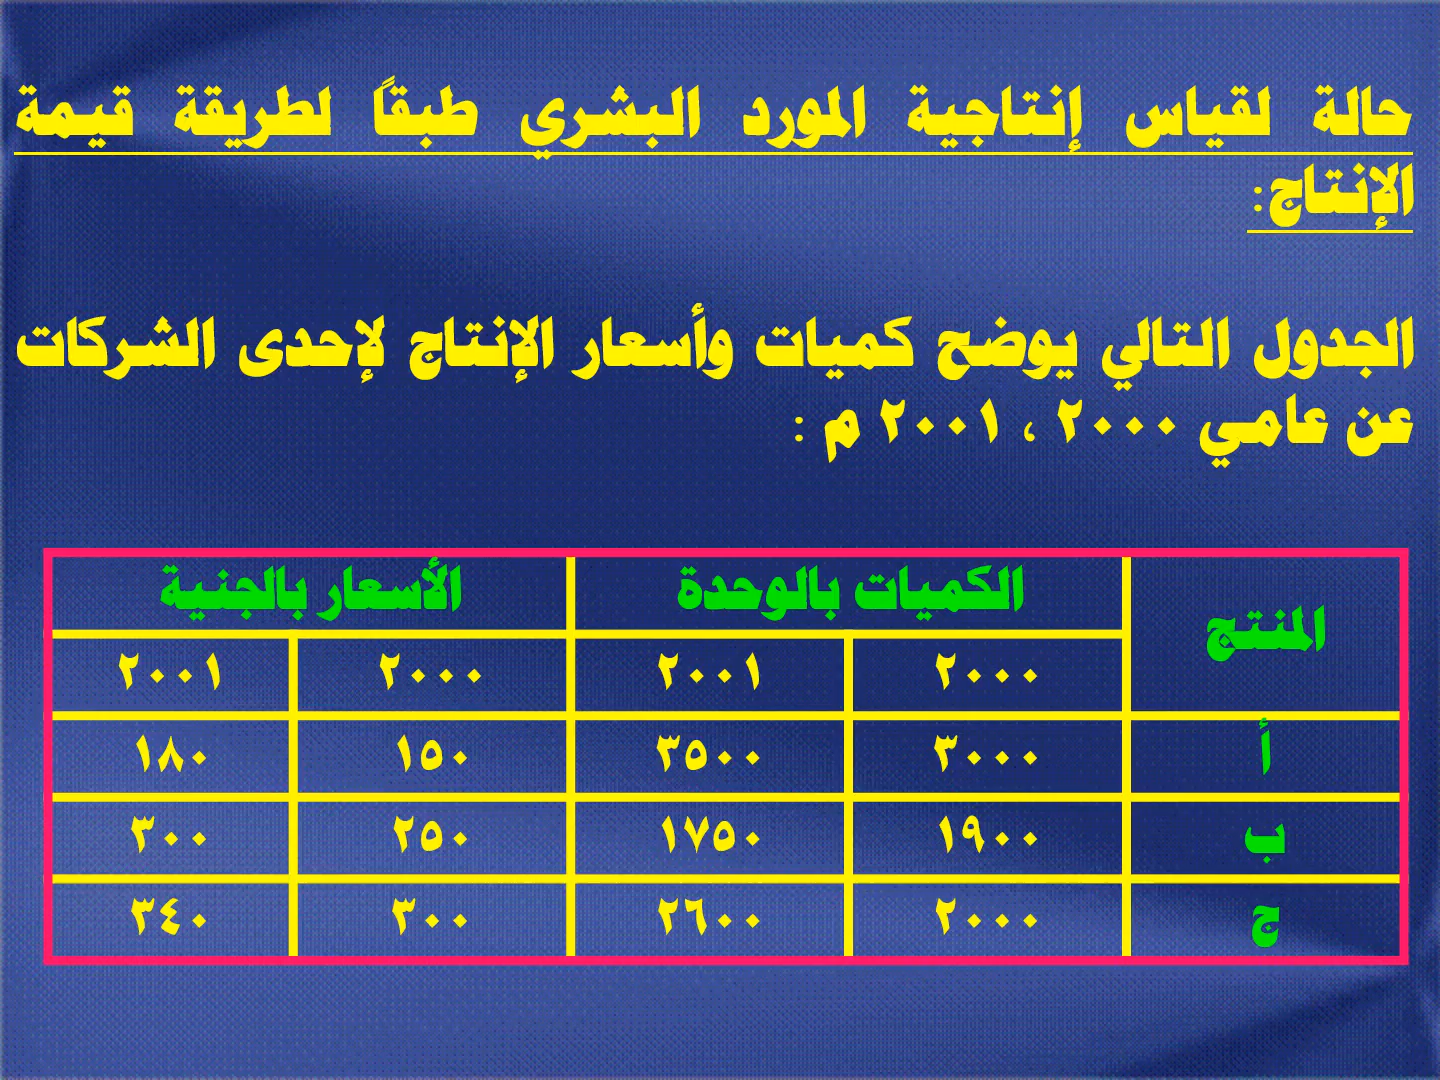 حالة لقياس إنتاجية المورد البشري طبقاً لطريقة قيمة
الإنتاج:
الجدول التالي يوضح كميات وأسعار الإنتاج لإحدى الشركات
عن عامي ٢٠٠٠ ، ٢٠٠١ م :
المنتج الكميات بالوحدة الأسعار بالجنية
٢٠٠٠ ٢٠٠١ ٢٠٠٠ ٢٠٠١
أ ٣٠٠٠ ٣٥٠٠ ١٥٠ ١٨٠
ب ١٩٠٠ ١٧٥٠ ٢٥٠ ٣٠٠
ج ٢٠٠٠ ٢٦٠٠ ٣٠٠ ٣٤٠